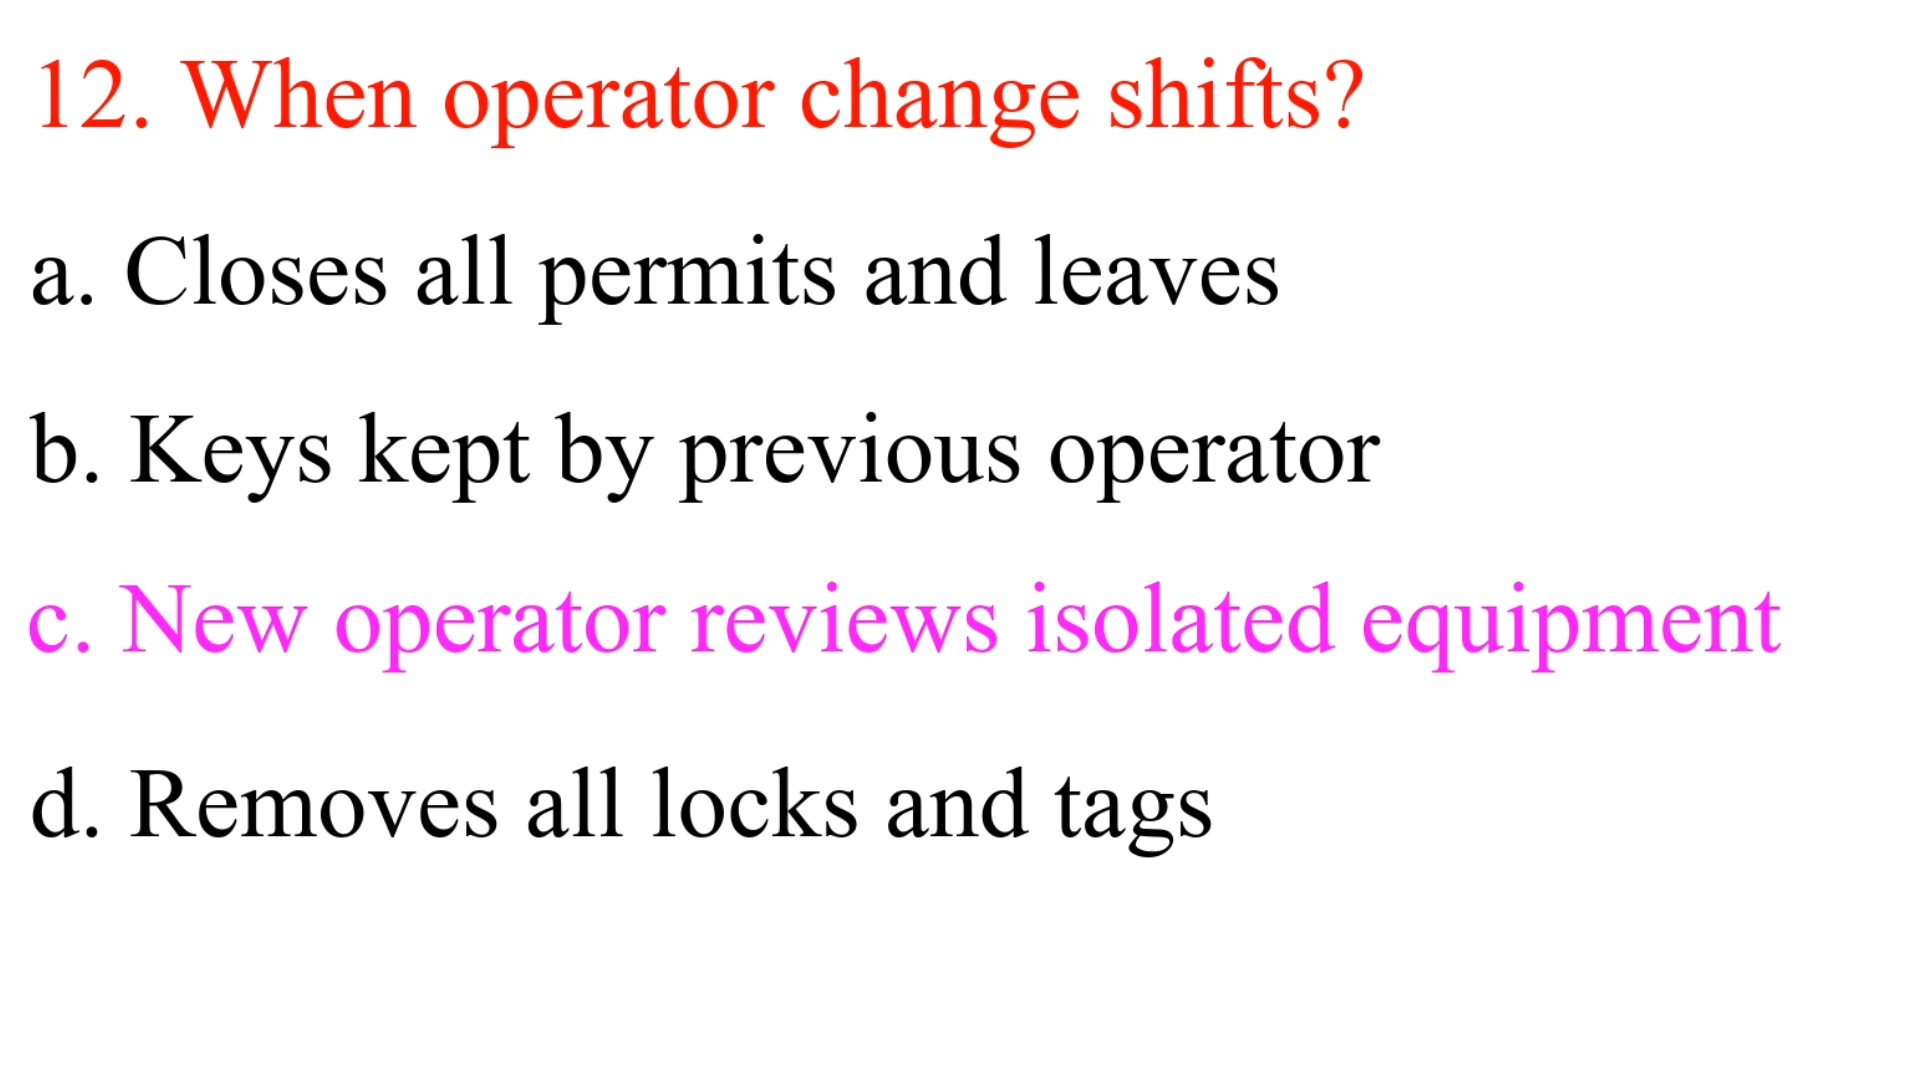 12. When operator change shifts?
a. Closes all permits and leaves
b. Keys kept by previous operator
c. New operator reviews isolated equipment
d. Removes all locks and tags